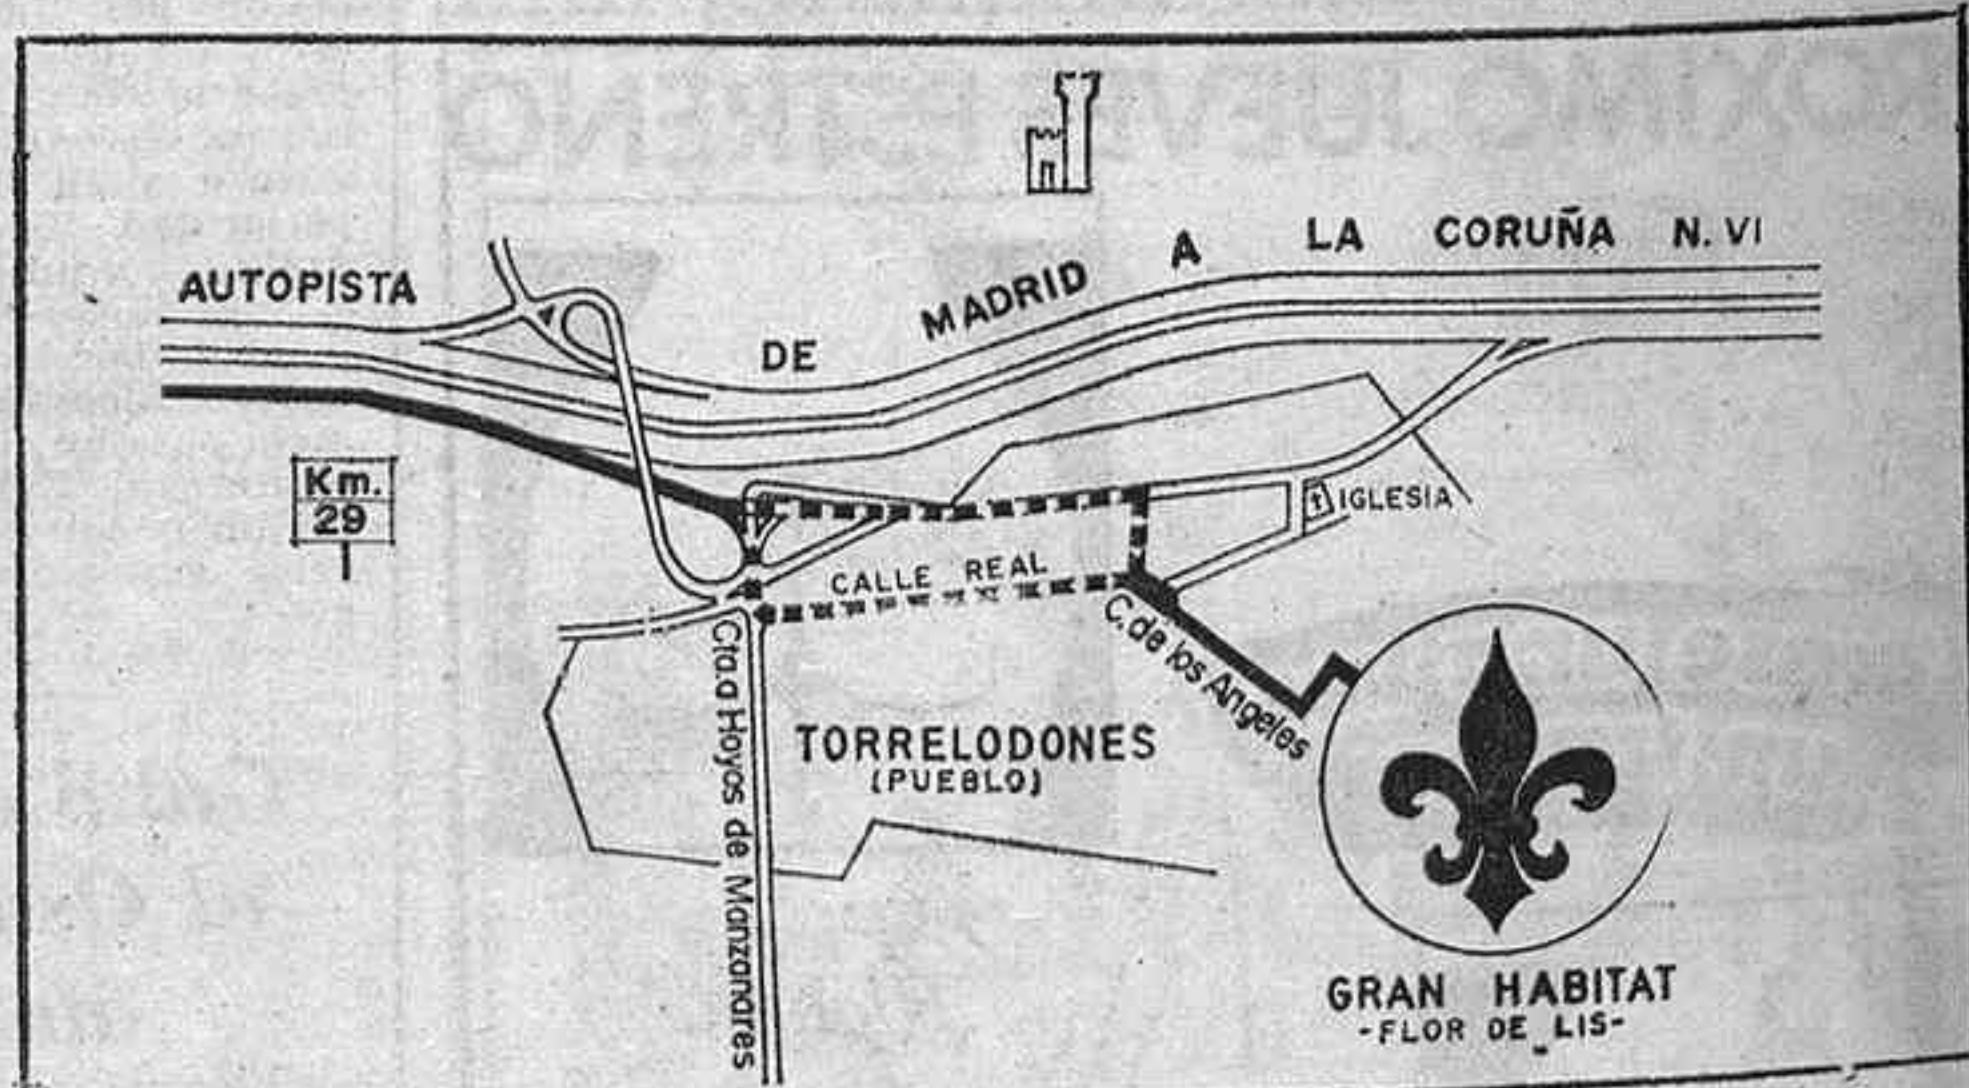 AUTOPISTA DE MADRID A LA CORUÑA N. VI
Km.
29
IGLESIA
CALLE REAL
C. de los Angeles
Cta. a Hoyos de Manzanares
TORRELODONES
(PUEBLO)
GRAN HABITAT
-FLOR DE LIS-